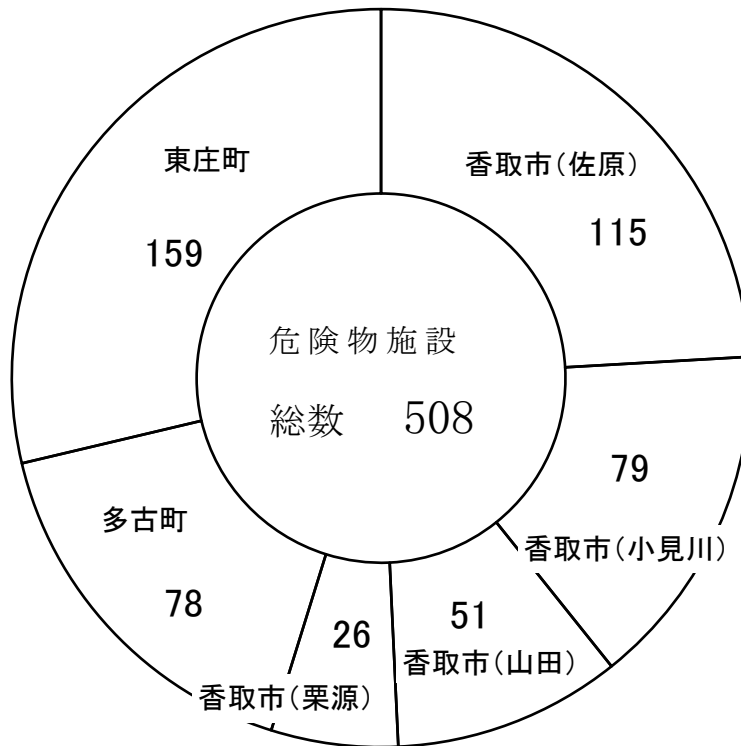 東庄町
159
香取市（佐原）
115
危険物施設
総数 508
79
香取市（小見川）
多古町
78
26
香取市（栗源）
51
香取市（山田）